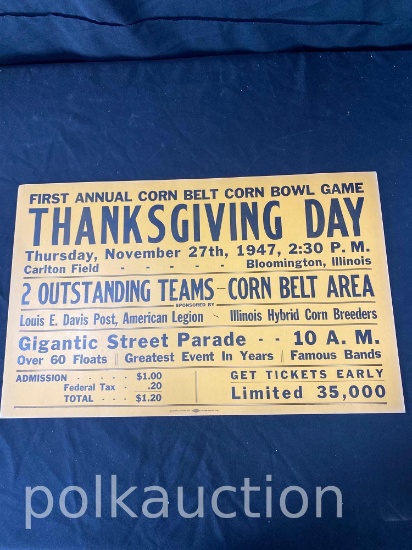 FIRST ANNUAL CORN BELT CORN BOWL GAME
THANKSGIVING DAY
Thursday, November 27th, 1947, 2:30 P. M.
Carlton Field - - - - - Bloomington, Illinois
2 OUTSTANDING TEAMS - CORN BELT AREA
SPONSORED BY
Louis E. Davis Post, American Legion - Illinois Hybrid Corn Breeders
Gigantic Street Parade - - 10 A. M.
Over 60 Floats Greatest Event In Years Famous Bands
ADMISSION - - - - - $1.00
Federal Tax - .20
TOTAL - - - $1.20
GET TICKETS EARLY
Limited 35,000
polkauction